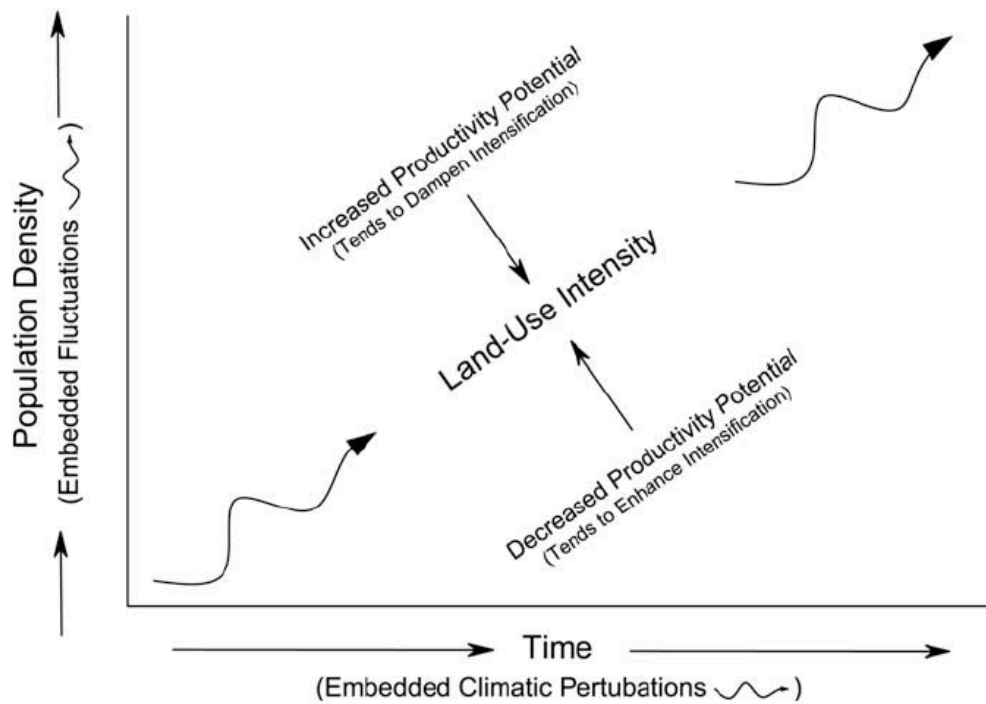 Population Density
(Embedded Fluctuations )
Increased Productivity Potential
(Tends to Dampen Intensification)
Land-Use Intensity
Decreased Productivity Potential
(Tends to Enhance Intensification)
Time
(Embedded Climatic Pertubations )